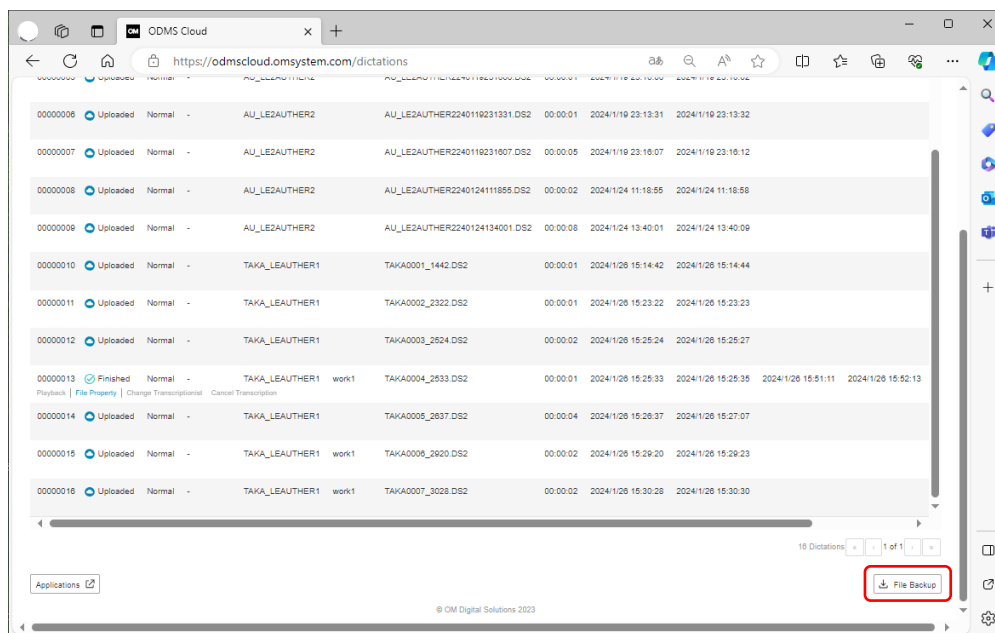 ODMS Cloud
https://odmscloud.omsystem.com/dictations
00000006 Uploaded Normal - AU_LE2AUTHER2 AU_LE2AUTHER2240119231331.DS2 00:00:01 2024/1/19 23:13:31 2024/1/19 23:13:32
00000007 Uploaded Normal - AU_LE2AUTHER2 AU_LE2AUTHER2240119231607.DS2 00:00:05 2024/1/19 23:16:07 2024/1/19 23:16:12
00000008 Uploaded Normal - AU_LE2AUTHER2 AU_LE2AUTHER2240124111855.DS2 00:00:02 2024/1/24 11:18:55 2024/1/24 11:18:58
00000009 Uploaded Normal - AU_LE2AUTHER2 AU_LE2AUTHER2240124134001.DS2 00:00:08 2024/1/24 13:40:01 2024/1/24 13:40:09
00000010 Uploaded Normal - TAKA_LEAUTHER1 TAKA0001_1442.DS2 00:00:01 2024/1/26 15:14:42 2024/1/26 15:14:44
00000011 Uploaded Normal - TAKA_LEAUTHER1 TAKA0002_2322.DS2 00:00:01 2024/1/26 15:23:22 2024/1/26 15:23:23
00000012 Uploaded Normal - TAKA_LEAUTHER1 TAKA0003_2524.DS2 00:00:02 2024/1/26 15:25:24 2024/1/26 15:25:27
00000013 Finished Normal - TAKA_LEAUTHER1 work1 TAKA0004_2533.DS2 00:00:01 2024/1/26 15:25:33 2024/1/26 15:25:35 2024/1/26 15:51:11 2024/1/26 15:52:13
Playback | File Property | Change Transcriptionist Cancel Transcription
00000014 Uploaded Normal - TAKA_LEAUTHER1 TAKA0005_2637.DS2 00:00:04 2024/1/26 15:26:37 2024/1/26 15:27:07
00000015 Uploaded Normal - TAKA_LEAUTHER1 work1 TAKA0006_2920.DS2 00:00:02 2024/1/26 15:29:20 2024/1/26 15:29:23
00000016 Uploaded Normal - TAKA_LEAUTHER1 work1 TAKA0007_3028.DS2 00:00:02 2024/1/26 15:30:28 2024/1/26 15:30:30
16 Dictations « ‹ 1 of 1 › »
Applications
File Backup
© OM Digital Solutions 2023